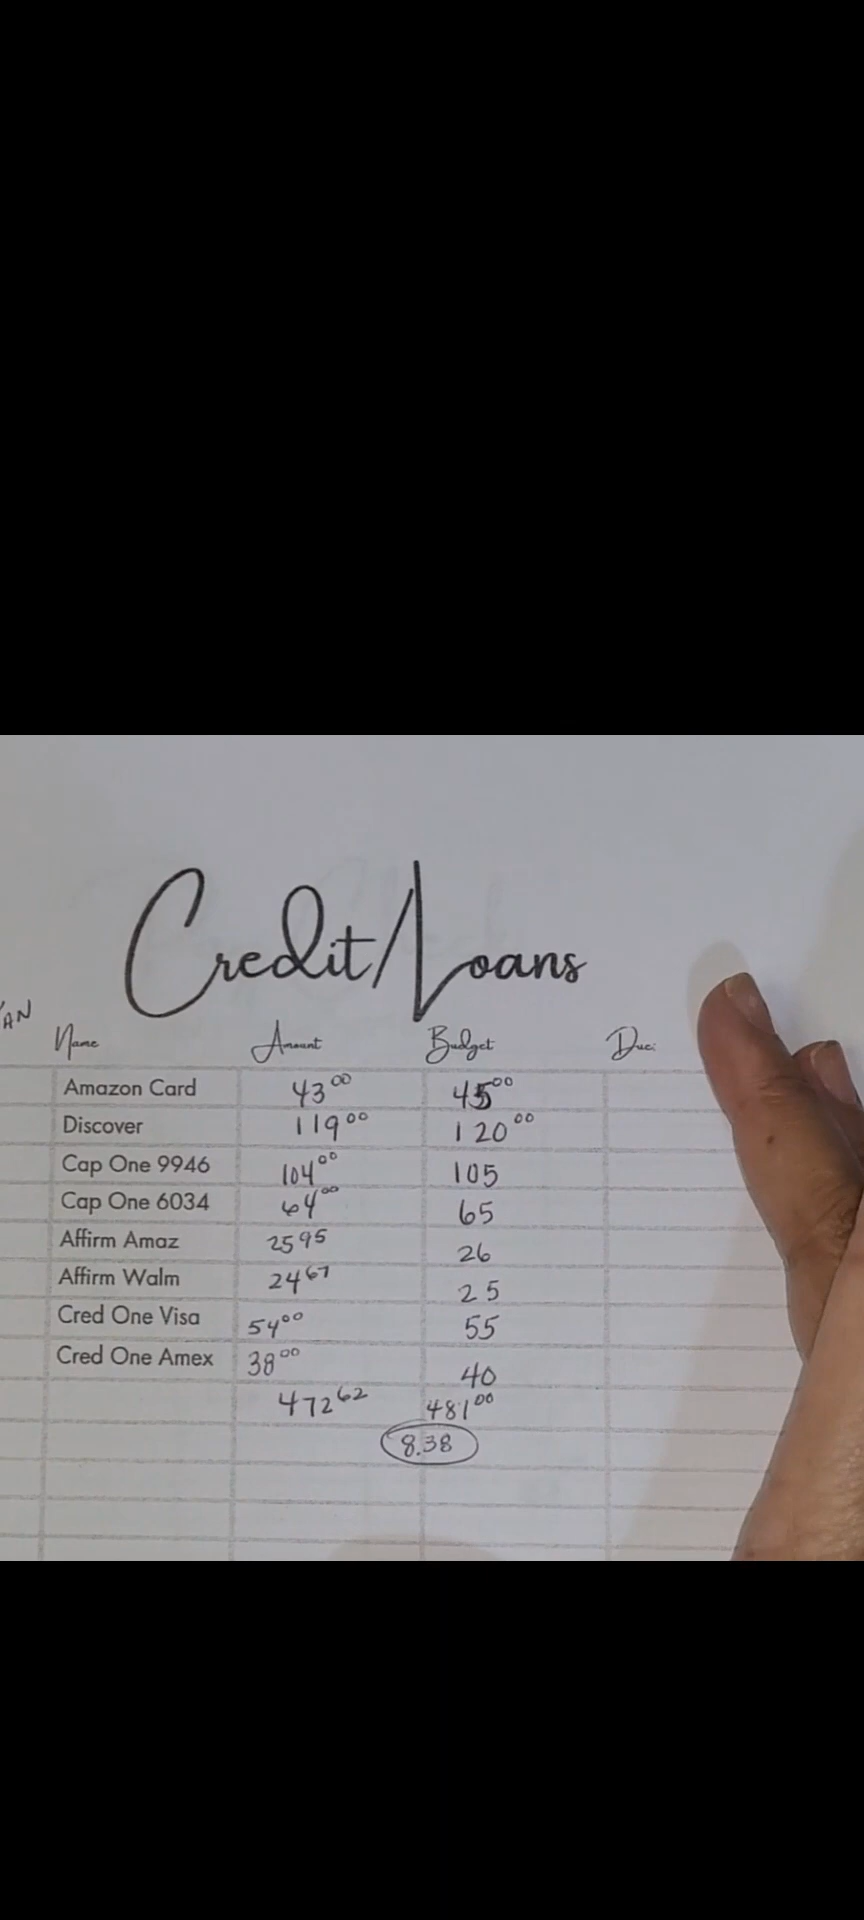 Credit/Loans
Name Amount Budget Due:
Amazon Card 43 00 45 00
Discover 119 00 120 00
Cap One 9946 104 00 105
Cap One 6034 64 00 65
Affirm Amaz 25 95 26
Affirm Walm 24 67 25
Cred One Visa 54 00 55
Cred One Amex 38 00 40
472 62 481 00
8.38